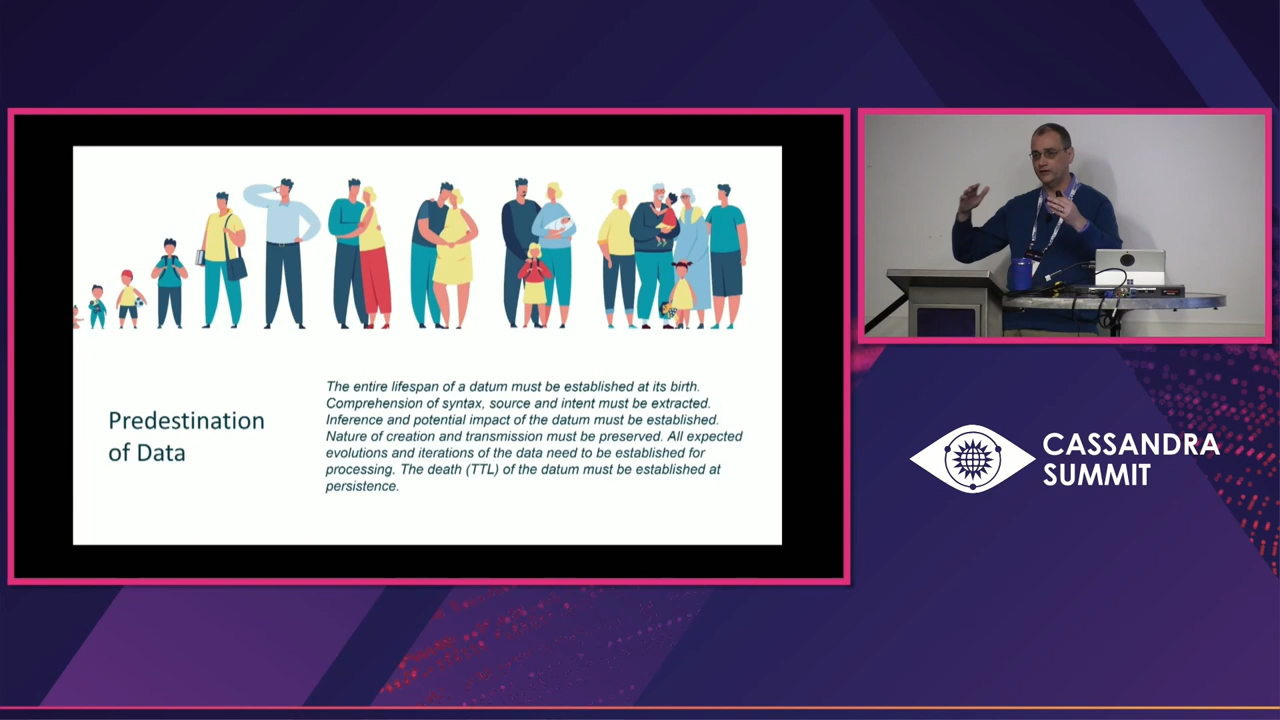 Predestination
of Data
The entire lifespan of a datum must be established at its birth.
Comprehension of syntax, source and intent must be extracted.
Inference and potential impact of the datum must be established.
Nature of creation and transmission must be preserved. All expected
evolutions and iterations of the data need to be established for
processing. The death (TTL) of the datum must be established at
persistence.
CASSANDRA
SUMMIT